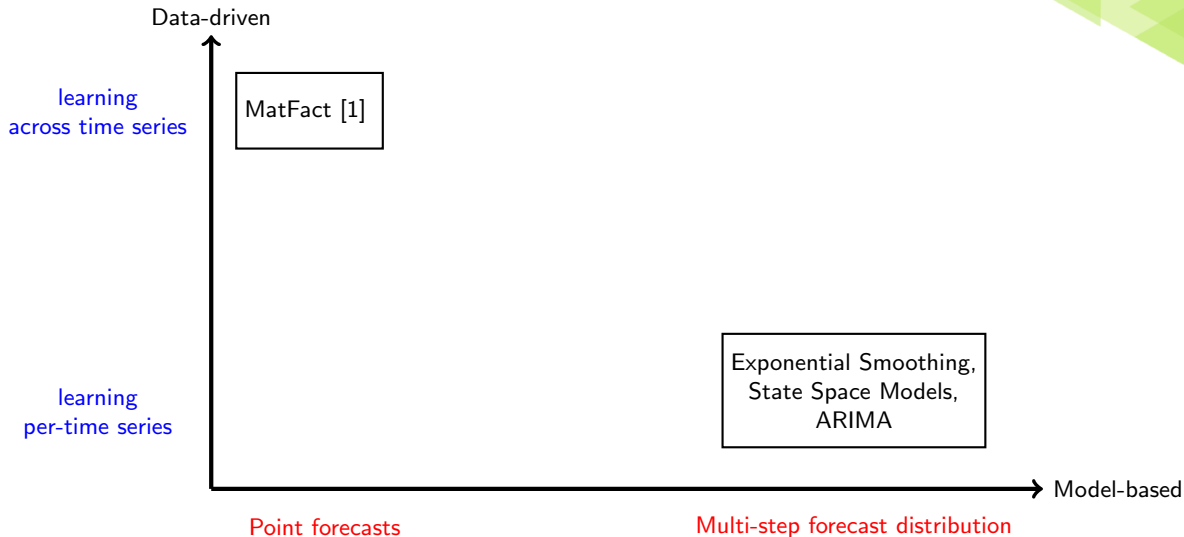 Data-driven
learning
across time series
MatFact [1]
Exponential Smoothing,
State Space Models,
ARIMA
learning
per-time series
Model-based
Point forecasts
Multi-step forecast distribution